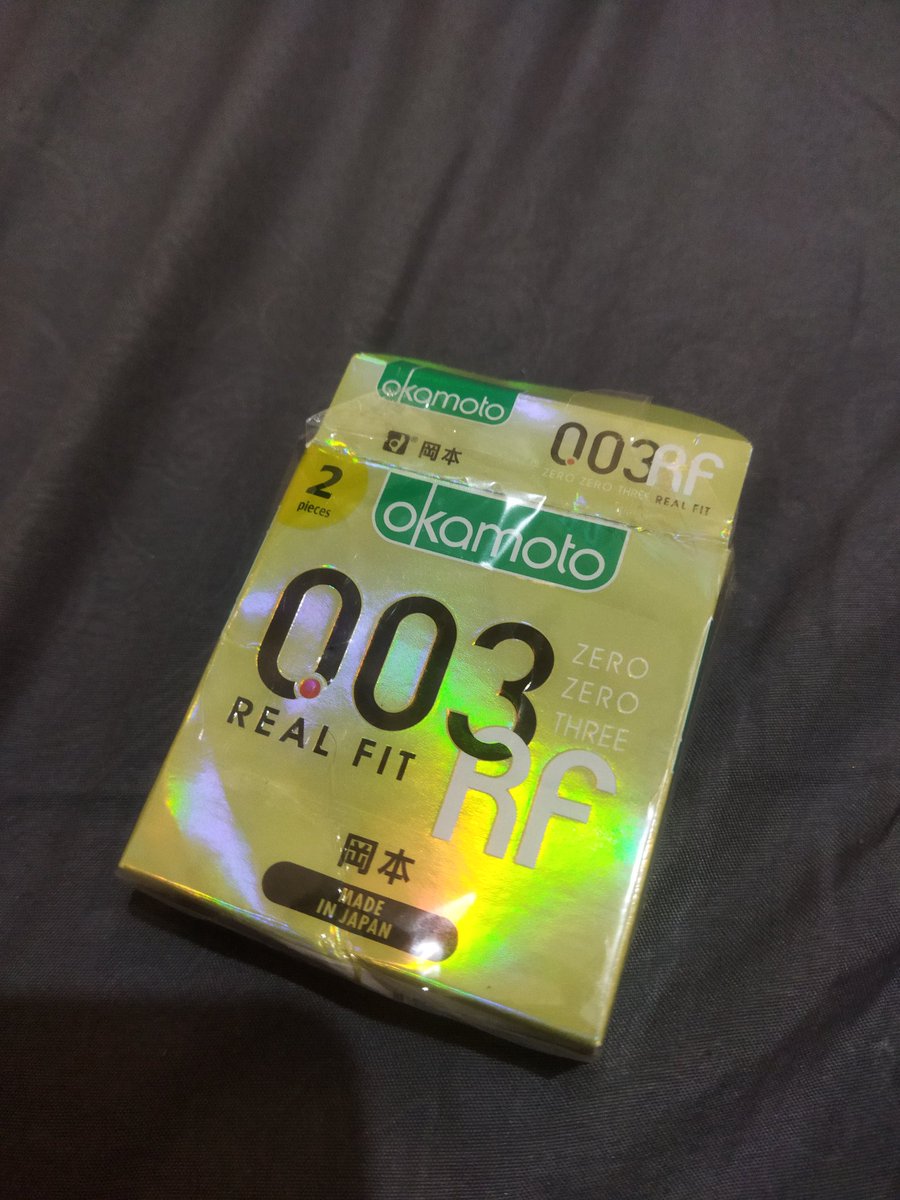 okamoto
岡本
003RF
ZERO ZERO THREE REAL FIT
2
pieces
okamoto
003
ZERO
ZERO
THREE
REAL FIT
RF
岡本
MADE
IN JAPAN